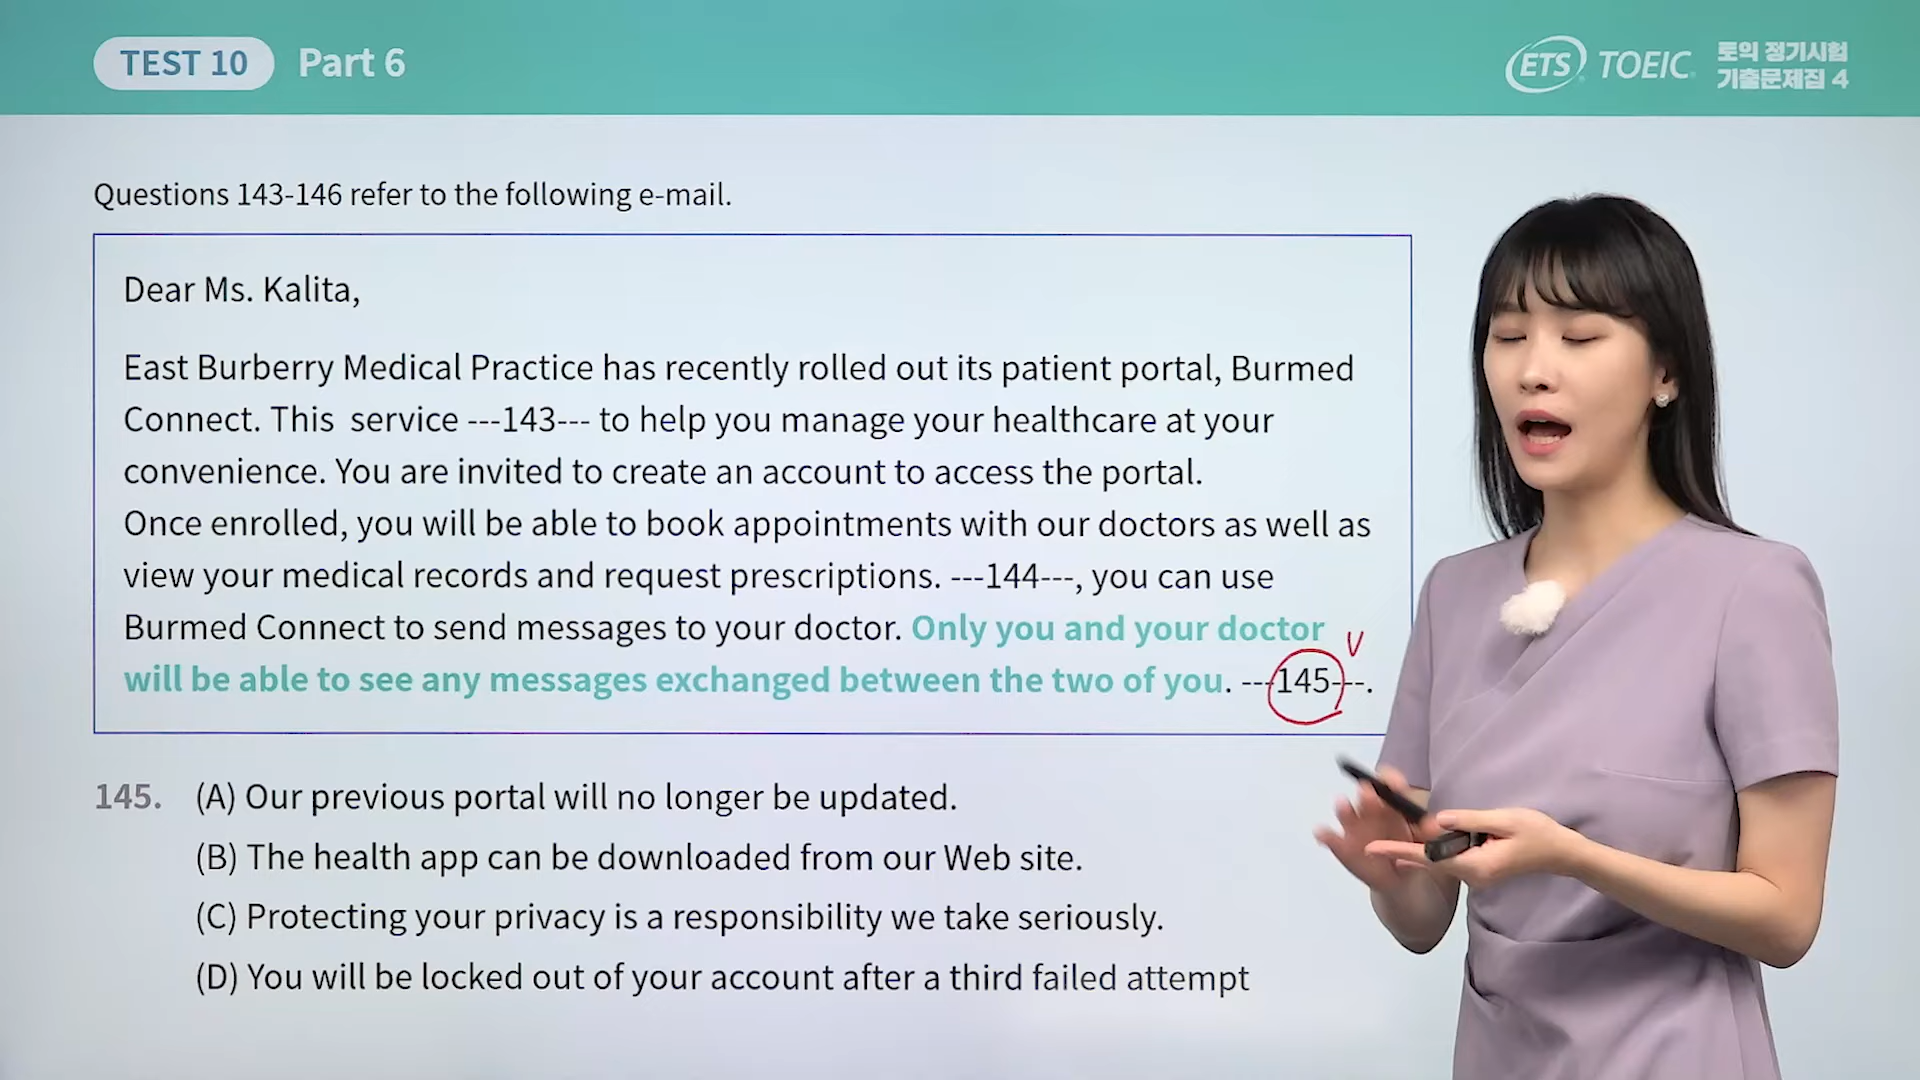 TEST 10 Part 6
ETS TOEIC 토익 정기시험
기출문제집 4
Questions 143-146 refer to the following e-mail.
Dear Ms. Kalita,
East Burberry Medical Practice has recently rolled out its patient portal, Burmed
Connect. This service ---143--- to help you manage your healthcare at your
convenience. You are invited to create an account to access the portal.
Once enrolled, you will be able to book appointments with our doctors as well as
view your medical records and request prescriptions. ---144---, you can use
Burmed Connect to send messages to your doctor. Only you and your doctor
will be able to see any messages exchanged between the two of you. ---145---.
145. (A) Our previous portal will no longer be updated.
(B) The health app can be downloaded from our Web site.
(C) Protecting your privacy is a responsibility we take seriously.
(D) You will be locked out of your account after a third failed attempt